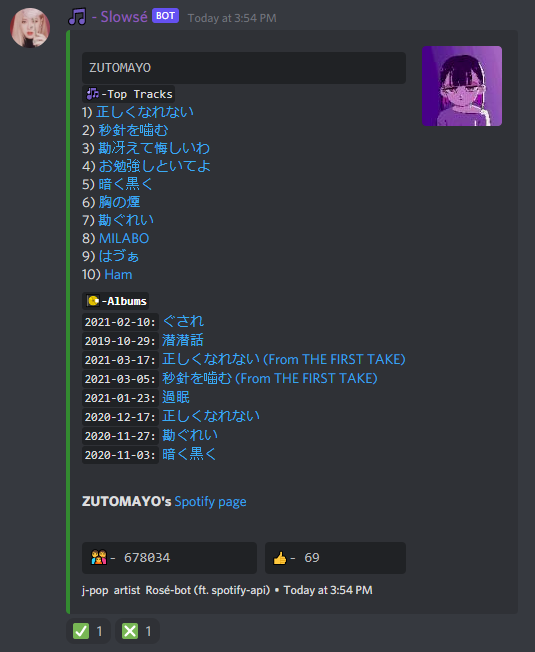 - Slowsé BOT Today at 3:54 PM
ZUTOMAYO
-Top Tracks
1) 正しくなれない
2) 秒針を噛む
3) 勘冴えて悔しいわ
4) お勉強しといてよ
5) 暗く黒く
6) 胸の煙
7) 勘ぐれい
8) MILABO
9) はゔぁ
10) Ham
-Albums
2021-02-10: ぐされ
2019-10-29: 潜潜話
2021-03-17: 正しくなれない (From THE FIRST TAKE)
2021-03-05: 秒針を噛む (From THE FIRST TAKE)
2021-01-23: 過眠
2020-12-17: 正しくなれない
2020-11-27: 勘ぐれい
2020-11-03: 暗く黒く
ZUTOMAYO's Spotify page
- 678034
- 69
j-pop artist Rosé-bot (ft. spotify-api) • Today at 3:54 PM
1
1